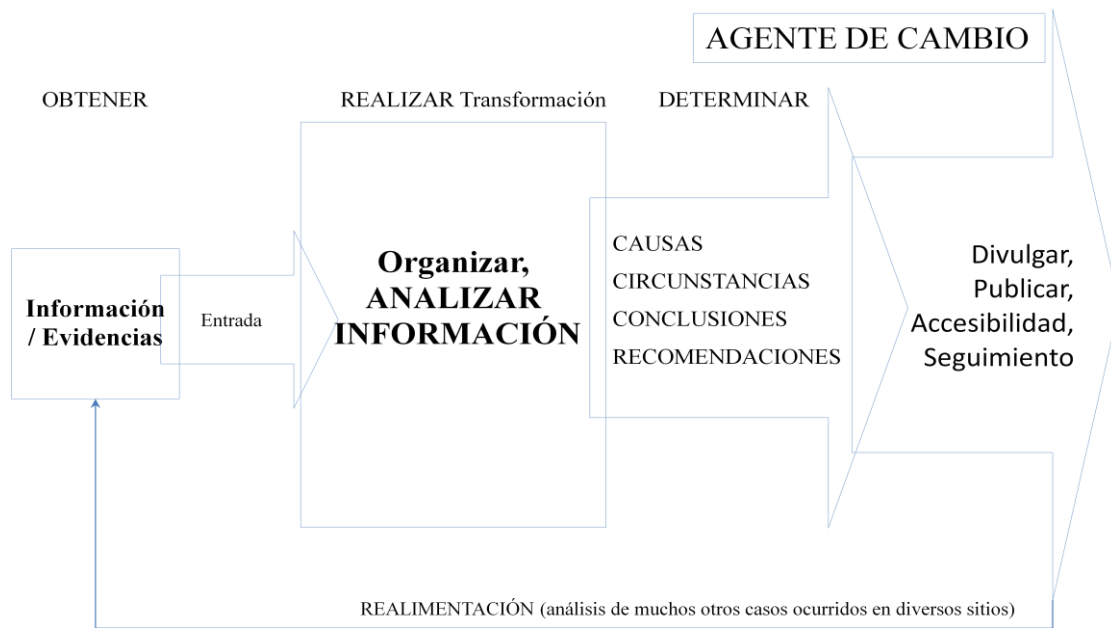 AGENTE DE CAMBIO
OBTENER
REALIZAR Transformación
DETERMINAR
Información
/ Evidencias
Entrada
Organizar,
ANALIZAR
INFORMACIÓN
CAUSAS
CIRCUNSTANCIAS
CONCLUSIONES
RECOMENDACIONES
Divulgar,
Publicar,
Accesibilidad,
Seguimiento
REALIMENTACIÓN (análisis de muchos otros casos ocurridos en diversos sitios)